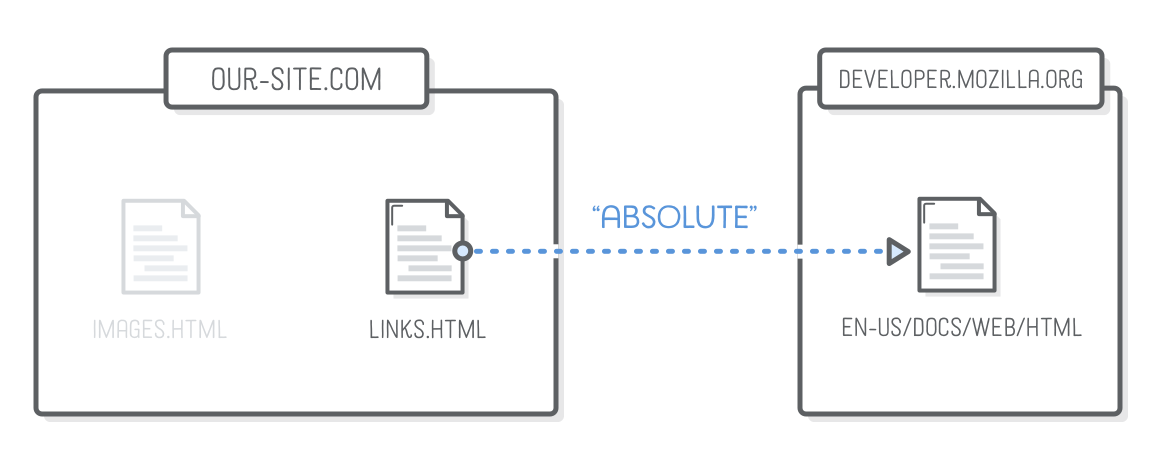 OUR-SITE.COM
DEVELOPER.MOZILLA.ORG
“ABSOLUTE”
IMAGES.HTML
LINKS.HTML
EN-US/DOCS/WEB/HTML